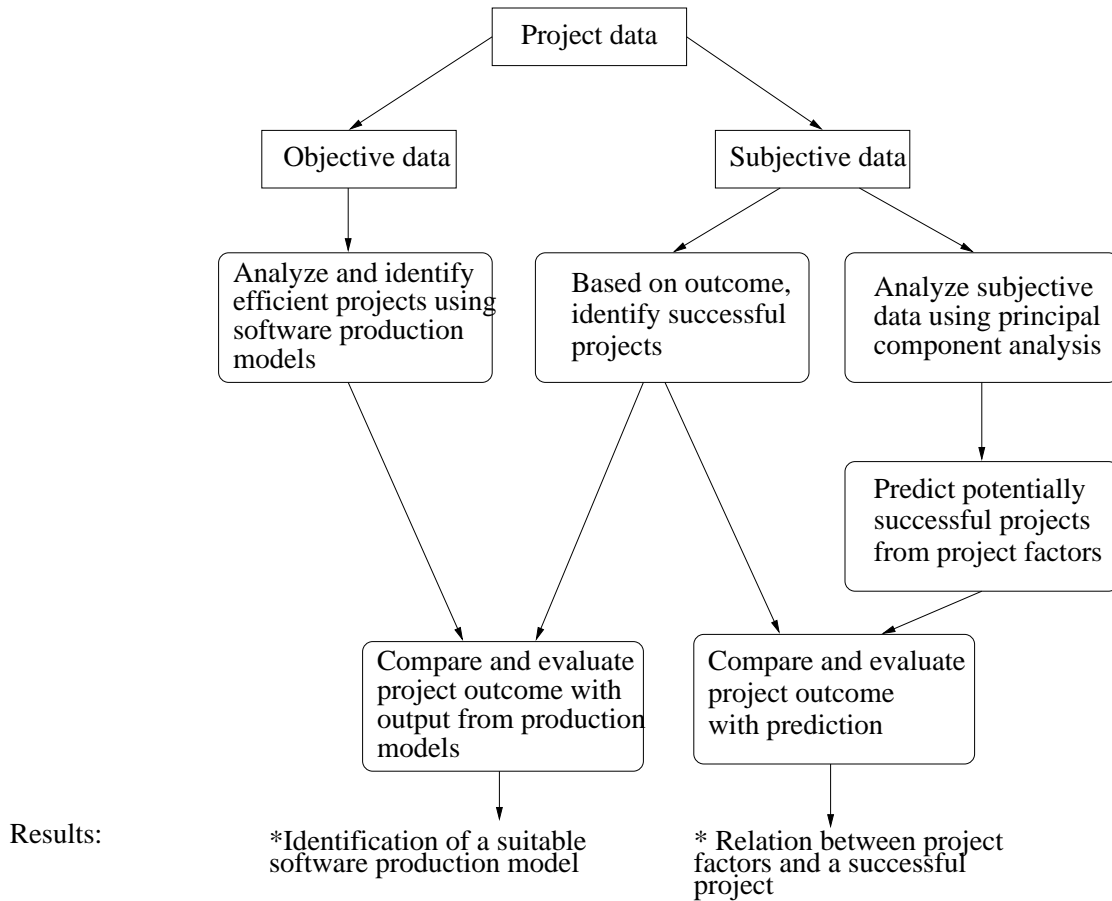 Project data
Objective data
Subjective data
Analyze and identify
efficient projects using
software production
models
Based on outcome,
identify successful
projects
Analyze subjective
data using principal
component analysis
Predict potentially
successful projects
from project factors
Compare and evaluate
project outcome with
output from production
models
Compare and evaluate
project outcome
with prediction
Results:
*Identification of a suitable
software production model
* Relation between project
factors and a successful
project